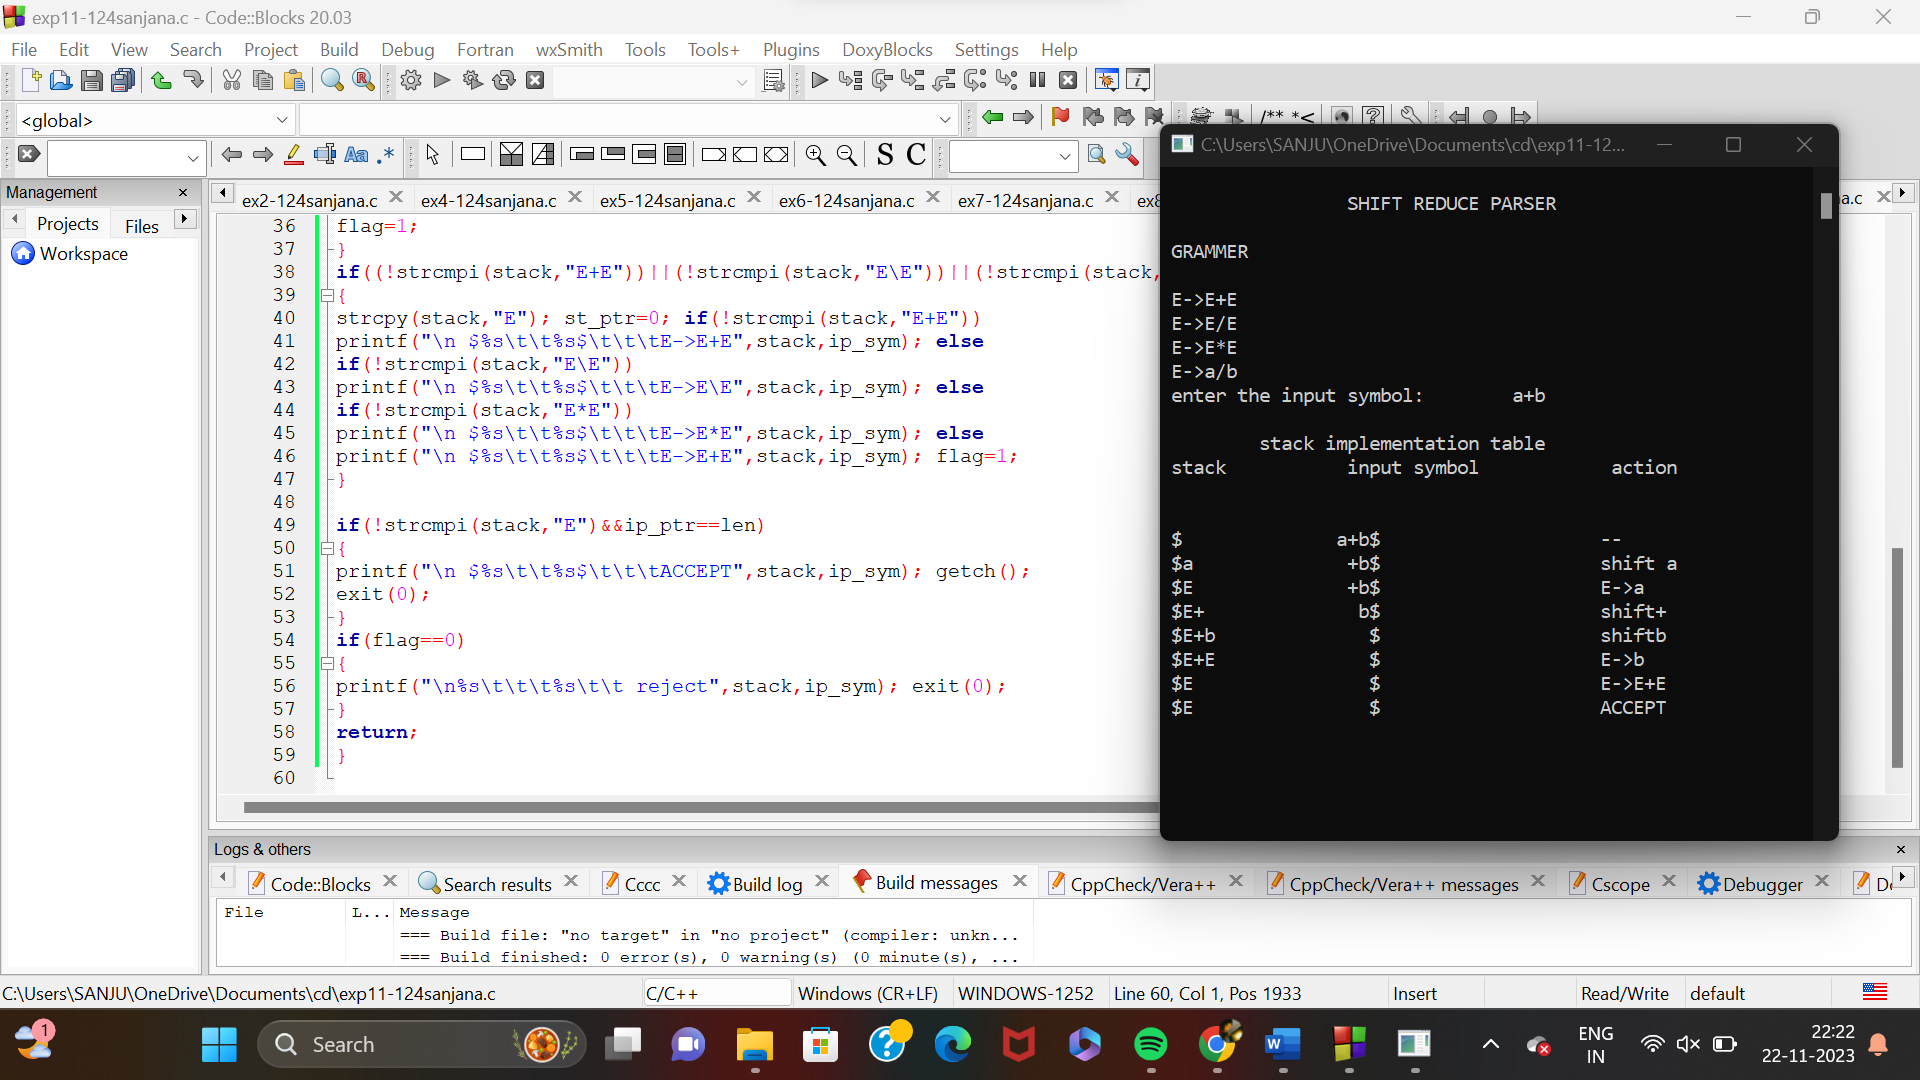 exp11-124sanjana.c - Code::Blocks 20.03
File Edit View Search Project Build Debug Fortran wxSmith Tools Tools+ Plugins DoxyBlocks Settings Help
<global>
/** *<
S C
Management
Projects Files
Workspace
ex2-124sanjana.c ex4-124sanjana.c ex5-124sanjana.c ex6-124sanjana.c ex7-124sanjana.c ex8
a.c
36 flag=1;
37 }
38 if((!strcmpi(stack,"E+E"))||(!strcmpi(stack,"E\E"))||(!strcmpi(stack,
39 {
40 strcpy(stack,"E"); st_ptr=0; if(!strcmpi(stack,"E+E"))
41 printf("\n $%s\t\t%s$\t\t\tE->E+E",stack,ip_sym); else
42 if(!strcmpi(stack,"E\E"))
43 printf("\n $%s\t\t%s$\t\t\tE->E\E",stack,ip_sym); else
44 if(!strcmpi(stack,"E*E"))
45 printf("\n $%s\t\t%s$\t\t\tE->E*E",stack,ip_sym); else
46 printf("\n $%s\t\t%s$\t\t\tE->E+E",stack,ip_sym); flag=1;
47 }
48
49 if(!strcmpi(stack,"E")&&ip_ptr==len)
50 {
51 printf("\n $%s\t\t%s$\t\t\tACCEPT",stack,ip_sym); getch();
52 exit(0);
53 }
54 if(flag==0)
55 {
56 printf("\n%s\t\t\t%s\t\t reject",stack,ip_sym); exit(0);
57 }
58 return;
59 }
60
C:\Users\SANJU\OneDrive\Documents\cd\exp11-12...
SHIFT REDUCE PARSER
GRAMMER
E->E+E
E->E/E
E->E*E
E->a/b
enter the input symbol: a+b
stack implementation table
stack input symbol action
$ a+b$ --
$a +b$ shift a
$E +b$ E->a
$E+ b$ shift+
$E+b $ shiftb
$E+E $ E->b
$E $ E->E+E
$E $ ACCEPT
Logs & others
Code::Blocks Search results Cccc Build log Build messages CppCheck/Vera++ CppCheck/Vera++ messages Cscope Debugger
File L... Message
=== Build file: "no target" in "no project" (compiler: unkn...
=== Build finished: 0 error(s), 0 warning(s) (0 minute(s), ...
C:\Users\SANJU\OneDrive\Documents\cd\exp11-124sanjana.c C/C++ Windows (CR+LF) WINDOWS-1252 Line 60, Col 1, Pos 1933 Insert Read/Write default
1 Search ENG 22:22
IN 22-11-2023